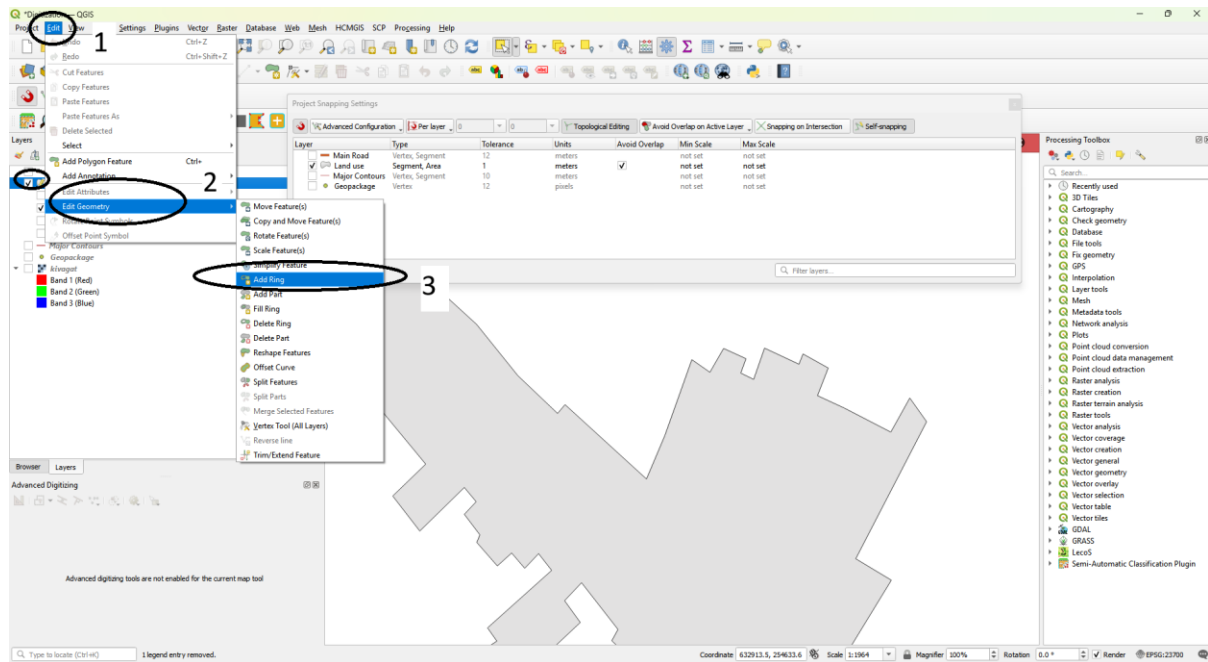 QGIS
Edit View Settings Plugins Vector Raster Database Web Mesh HCMGIS SCP Processing Help
1
Ctrl+Z
Redo Ctrl+Shift+Z
Cut Features
Copy Features
Paste Features
Paste Features As
Delete Selected
Select
Add Polygon Feature Ctrl+
Add Annotation
2
Edit Attributes
Edit Geometry
Rotate Point Symbols
Offset Point Symbol
Move Feature(s)
Copy and Move Feature(s)
Rotate Feature(s)
Scale Feature(s)
Simplify Feature
Add Ring
3
Add Part
Fill Ring
Delete Ring
Delete Part
Reshape Features
Offset Curve
Split Features
Split Parts
Merge Selected Features
Vertex Tool (All Layers)
Reverse line
Trim/Extend Feature
Layers
Major Contours
Geopackage
kivagat
Band 1 (Red)
Band 2 (Green)
Band 3 (Blue)
Browser Layers
Advanced Digitizing
Advanced digitizing tools are not enabled for the current map tool
Project Snapping Settings
Advanced Configuration Per layer 0 0 Topological Editing Avoid Overlap on Active Layer Snapping on Intersection Self-snapping
Layer Type Tolerance Units Avoid Overlap Min Scale Max Scale
Main Road Vertex, Segment 12 meters not set not set
Land use Segment, Area 1 meters not set not set
Major Contours Vertex, Segment 10 meters not set not set
Geopackage Vertex 12 pixels not set not set
Filter layers...
Processing Toolbox
Search...
Recently used
3D Tiles
Cartography
Check geometry
Database
File tools
Fix geometry
GPS
Interpolation
Layer tools
Mesh
Metadata tools
Network analysis
Plots
Point cloud conversion
Point cloud data management
Point cloud extraction
Raster analysis
Raster creation
Raster terrain analysis
Raster tools
Vector analysis
Vector coverage
Vector creation
Vector general
Vector geometry
Vector overlay
Vector selection
Vector table
Vector tiles
GDAL
GRASS
LecoS
Semi-Automatic Classification Plugin
Type to locate (Ctrl+K) 1 legend entry removed. Coordinate 632913.5, 254633.6 Scale 1:1964 Magnifier 100% Rotation 0.0 ° Render EPSG:23700